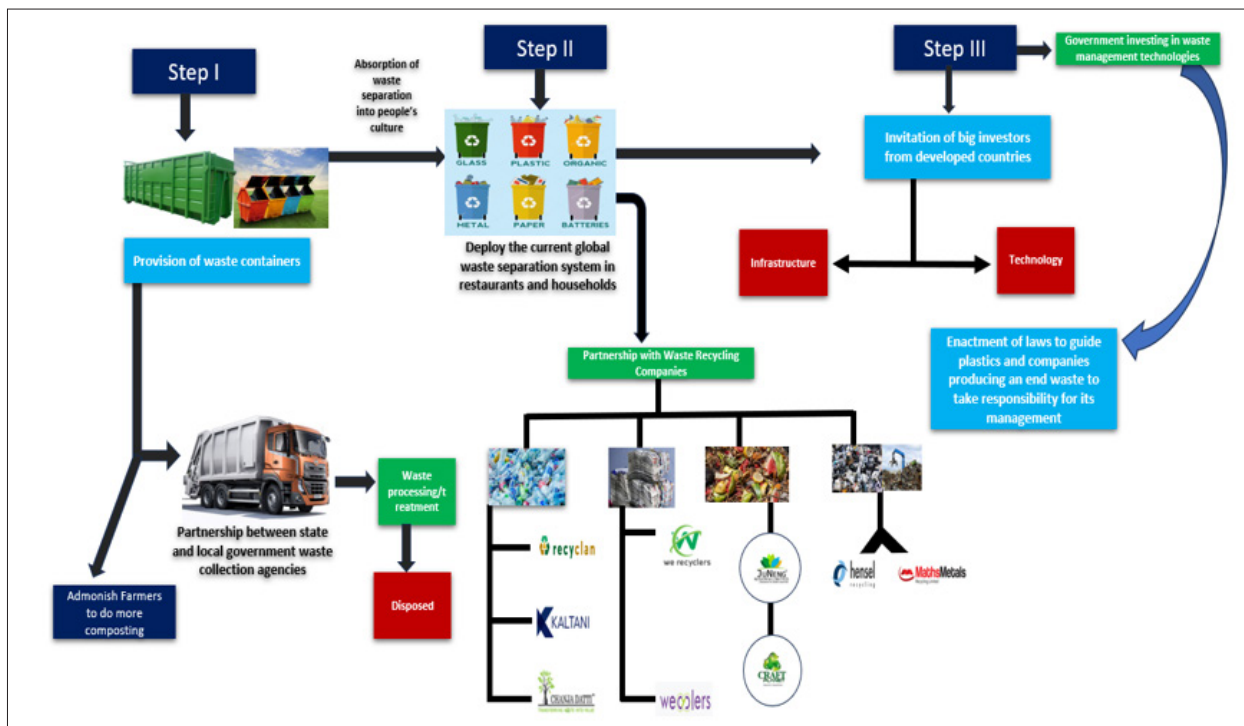 Step I
Absorption of
waste
separation
into people's
culture
Step II
Step III
Government investing in waste
management technologies
GLASS
PLASTIC
ORGANIC
METAL
PAPER
BATTERIES
Invitation of big investors
from developed countries
Provision of waste containers
Deploy the current global
waste separation system in
restaurants and households
Infrastructure
Technology
Enactment of laws to guide
plastics and companies
producing an end waste to
take responsibility for its
management
Partnership with Waste Recycling
Companies
Partnership between state
and local government waste
collection agencies
Waste
processing/t
reatment
Admonish Farmers
to do more
composting
Disposed
recyclan
KALTANI
CHANJA DATTI
we recyclers
wecyclers
CRAFT
hensel
recycling
MathsMetals